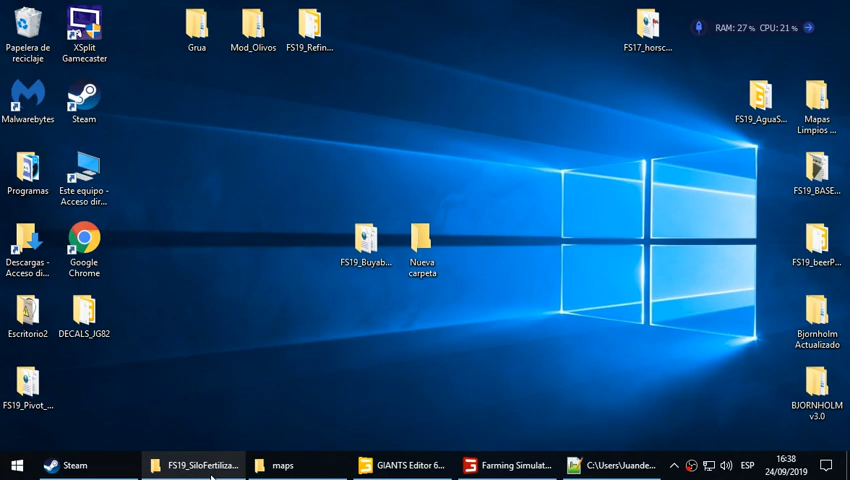 Papelera de
reciclaje
XSplit
Gamecaster
Grua
Mod_Olivos
FS19_Refin...
FS17_horsc...
RAM: 27 % CPU: 21 %
Malwarebytes
Steam
FS19_AguaS...
Mapas
Limpios ...
Programas
Este equipo -
Acceso dir...
FS19_BASE...
Descargas -
Acceso di...
Google
Chrome
FS19_Buyab...
Nueva
carpeta
FS19_beerP...
Escritorio2
DECALS_JG82
Bjornholm
Actualizado
FS19_Pivot_...
BJORNHOLM
v3.0
Steam
FS19_SiloFertiliza...
maps
GIANTS Editor 6...
Farming Simulat...
C:\Users\Juande...
ESP
16:38
24/09/2019